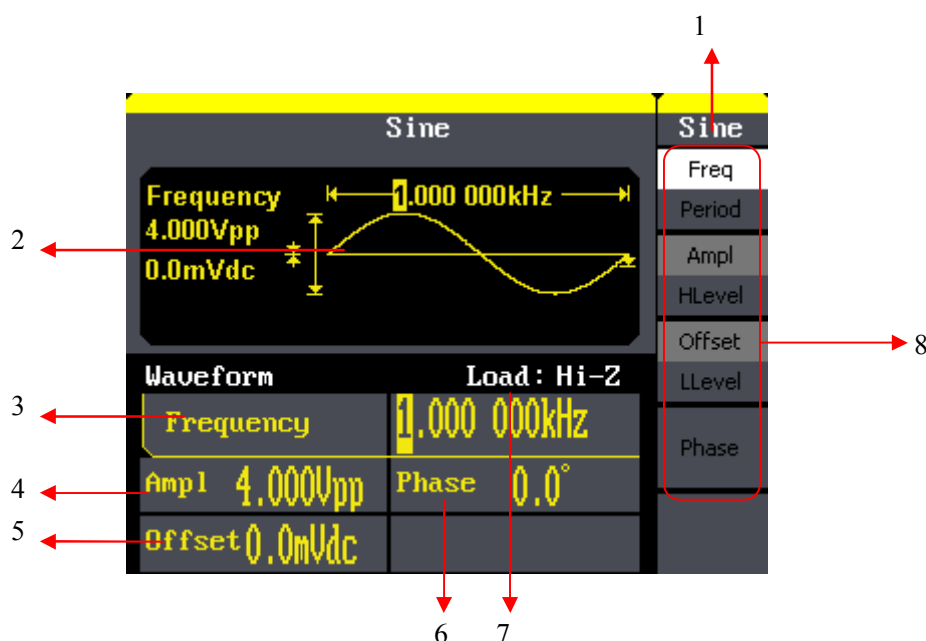 1
Sine
Sine
Frequency
1.000 000kHz
4.000Vpp
0.0mVdc
2
Freq
Period
Ampl
HLevel
Offset
LLevel
Phase
8
Waveform
Load: Hi-Z
3
Frequency
1.000 000kHz
4
Ampl 4.000Vpp
Phase 0.0°
5
Offset 0.0mVdc
6
7